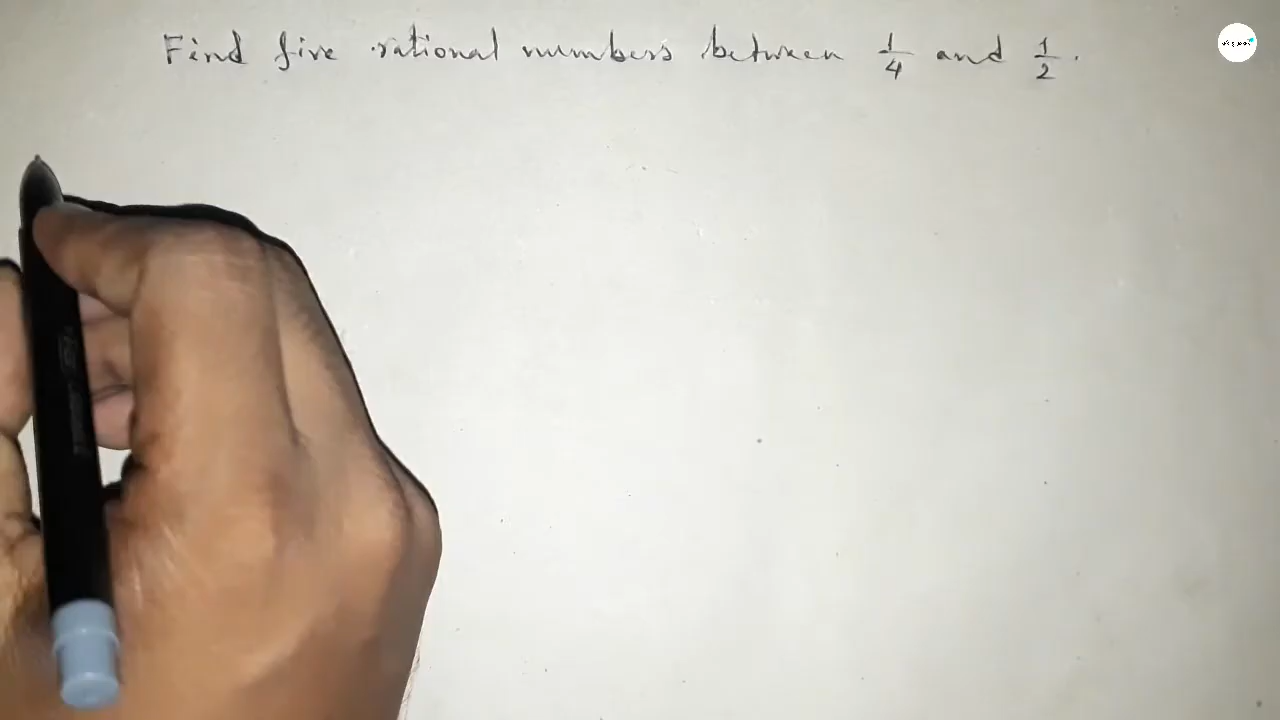 Find five rational numbers between 1/4 and 1/2.